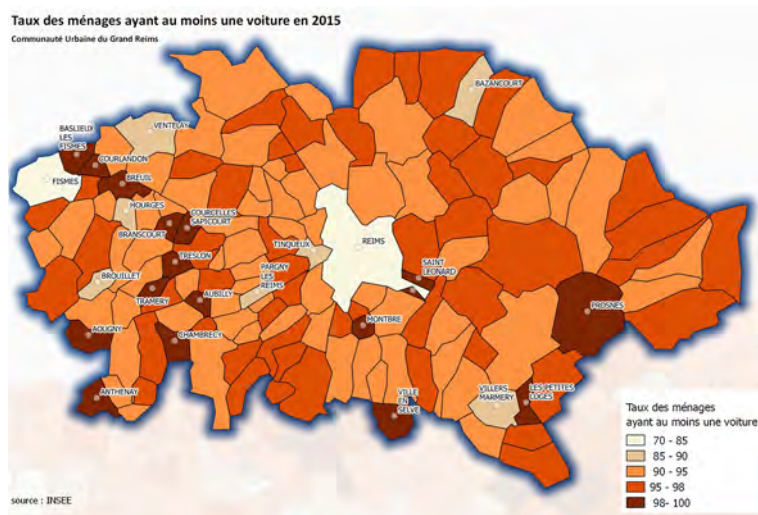 Taux des ménages ayant au moins une voiture en 2015
Communauté Urbaine du Grand Reims
BAZANCOURT
VENTELAY
BASLIEUX
LES
FISMES
COURLANDON
FISMES
BREUIL
HOURGES
COURCELLES
SAPICOURT
BRANSCOURT
TINQUEUX
REIMS
TRESLON
PARGNY
LES
REIMS
SAINT
LEONARD
BROUILLET
TRAMERY
AUBILLY
PROSNES
MONTBRE
AOUGNY
CHAMBRECY
ANTHENAY
VILLE
EN
SELVE
VILLERS
MARMERY
LES PETITES
LOGES
Taux des ménages
ayant au moins une voiture
70 - 85
85 - 90
90 - 95
95 - 98
98- 100
source : INSEE